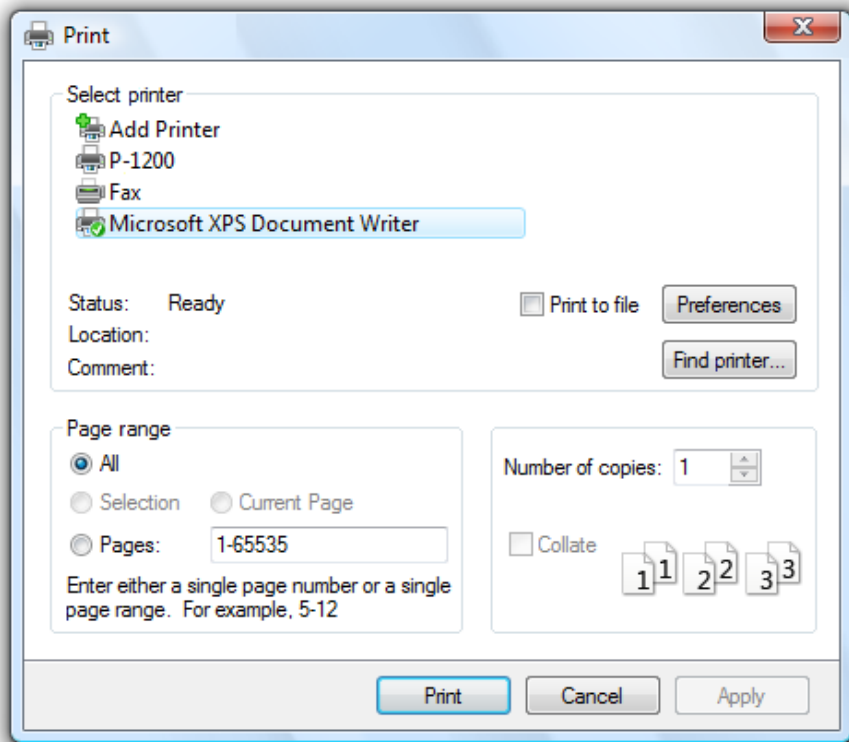 Print
X
Select printer
Add Printer
P-1200
Fax
Microsoft XPS Document Writer
Status: Ready
Print to file
Preferences
Location:
Comment:
Find printer...
Page range
All
Selection
Current Page
Pages: 1-65535
Enter either a single page number or a single
page range. For example, 5-12
Number of copies: 1
Collate
1 1 2 2 3 3
Print
Cancel
Apply